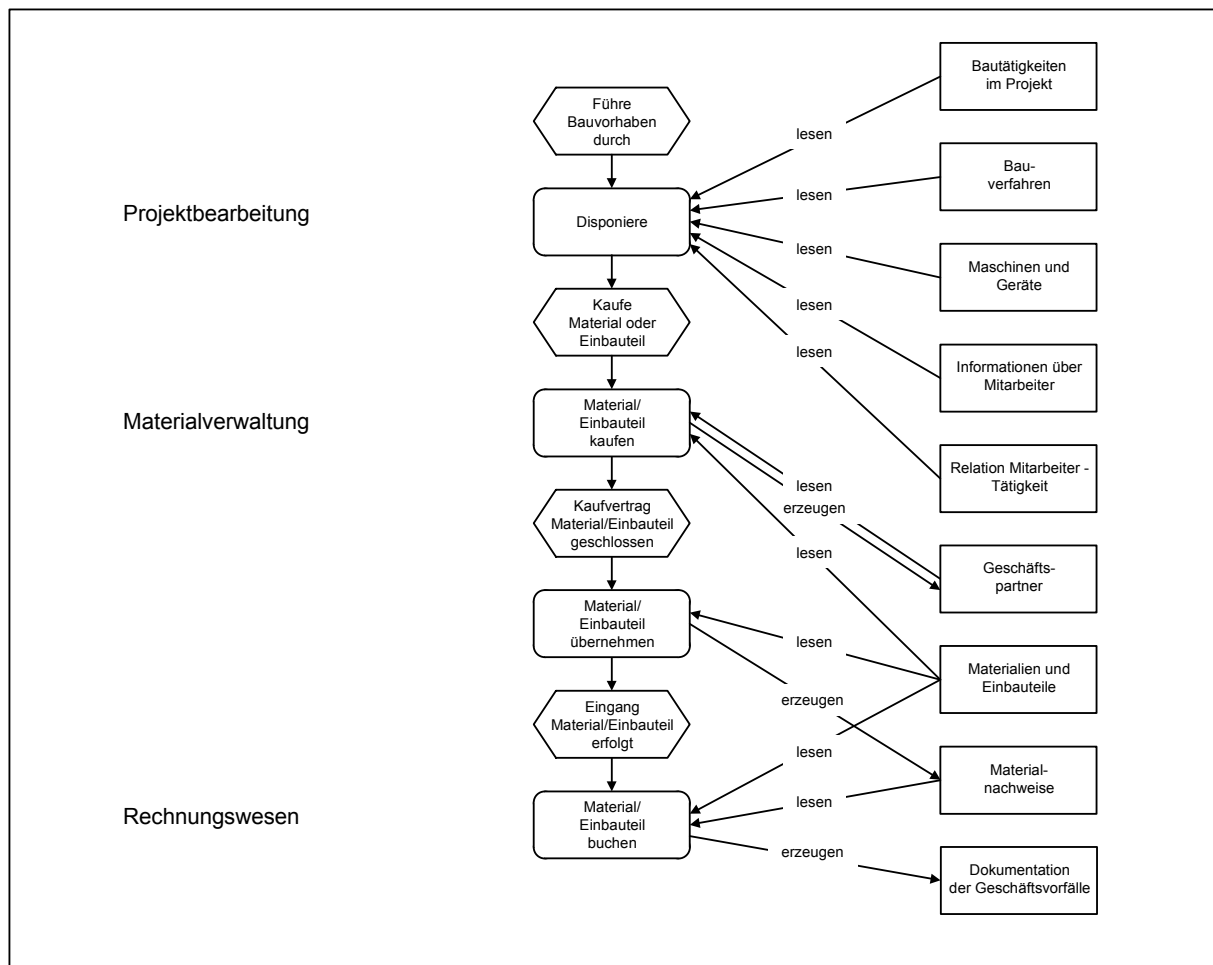 Bautätigkeiten
im Projekt
Führe
Bauvorhaben
durch
lesen
Bau-
verfahren
Projektbearbeitung
Disponiere
lesen
lesen
Maschinen und
Geräte
Kaufe
Material oder
Einbauteil
lesen
lesen
Informationen über
Mitarbeiter
Materialverwaltung
Material/
Einbauteil
kaufen
Relation Mitarbeiter -
Tätigkeit
lesen
erzeugen
Kaufvertrag
Material/Einbauteil
geschlossen
lesen
Geschäfts-
partner
Material/
Einbauteil
übernehmen
lesen
Materialien und
Einbauteile
erzeugen
Eingang
Material/Einbauteil
erfolgt
lesen
Material-
nachweise
lesen
Rechnungswesen
Material/
Einbauteil
buchen
erzeugen
Dokumentation
der Geschäftsvorfälle